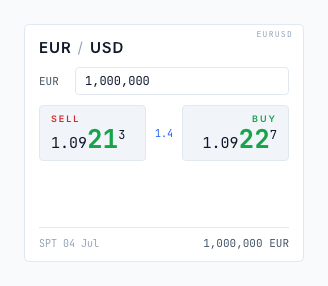 EURUSD
EUR / USD
EUR 1,000,000
SELL BUY
1.09213 1.4 1.09227
SPT 04 Jul 1,000,000 EUR